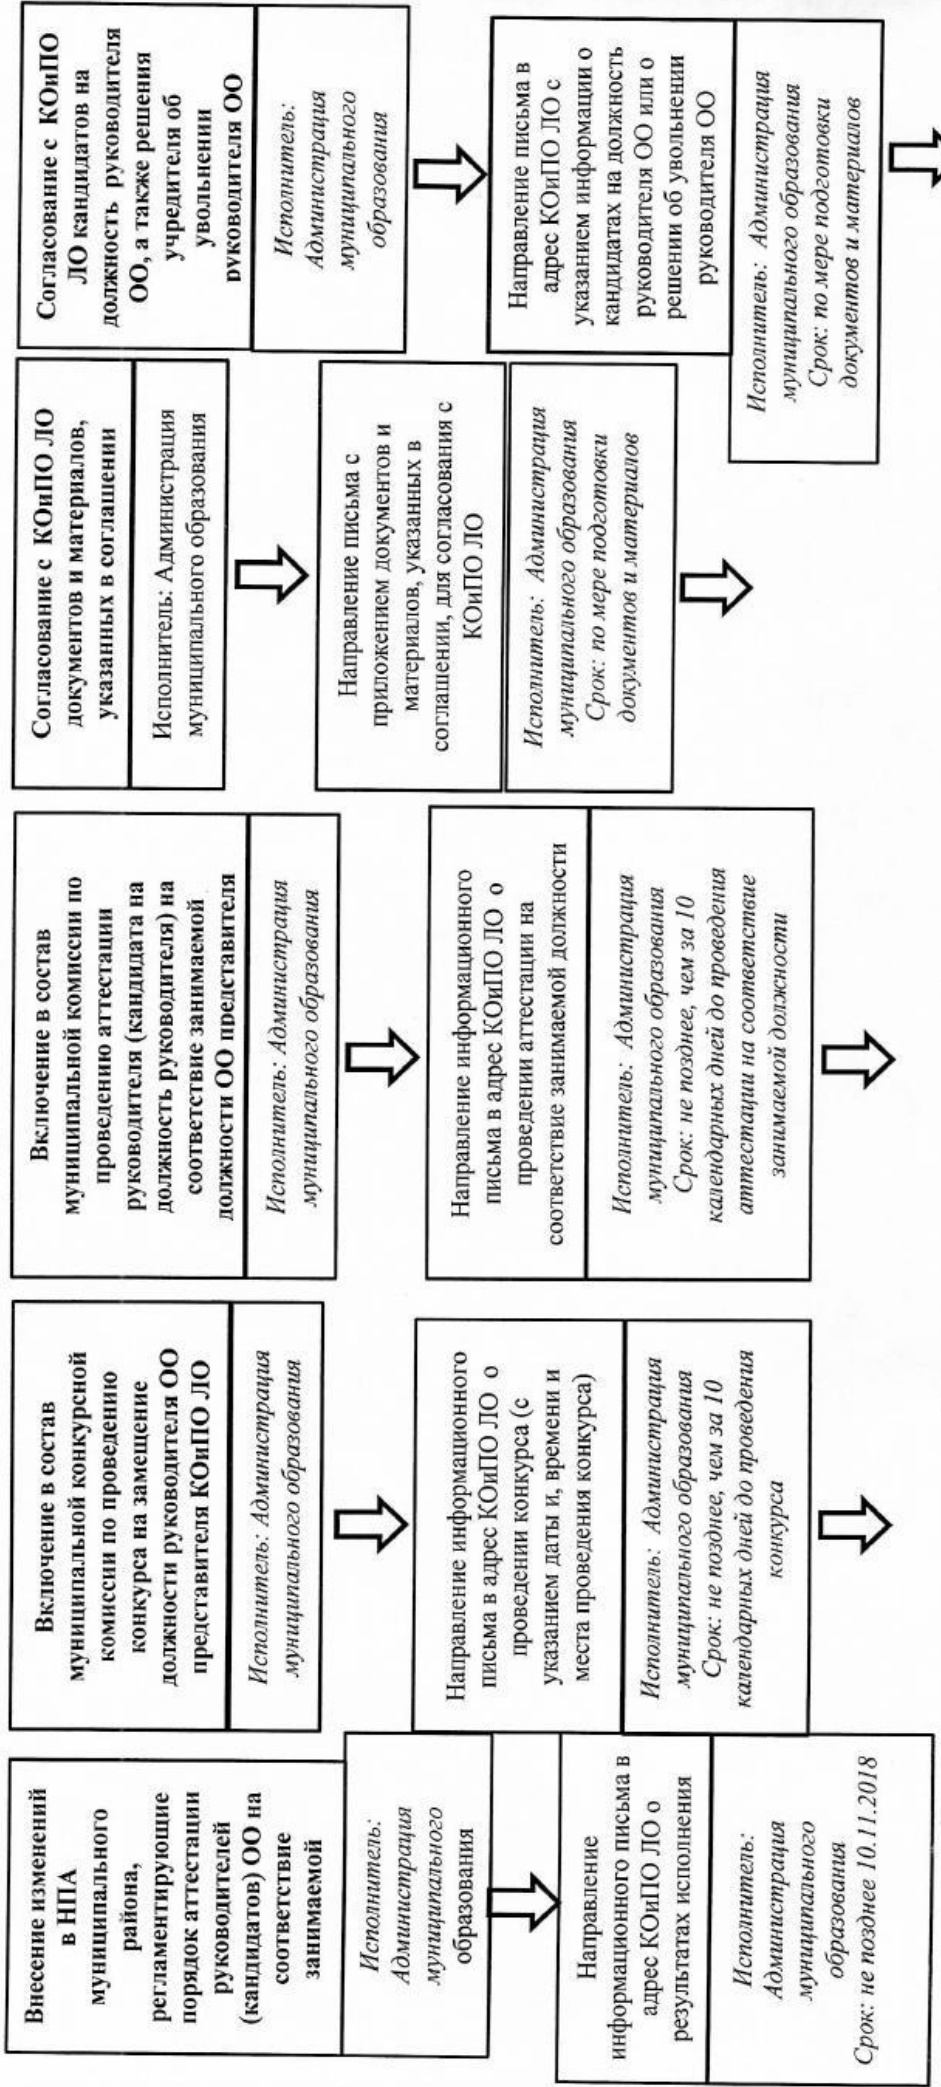 Внесение изменений
в НПА
муниципального
района,
регламентирующие
порядок аттестации
руководителей
(кандидатов) ОО на
соответствие
занимаемой
Исполнитель:
Администрация
муниципального
образования
Направление
информационного письма в
адрес КОиПО ЛО о
результатах исполнения
Исполнитель:
Администрация
муниципального
образования
Срок: не позднее 10.11.2018
Включение в состав
муниципальной конкурсной
комиссии по проведению
конкурса на замещение
должности руководителя ОО
представителя КОиПО ЛО
Исполнитель: Администрация
муниципального образования
Направление информационного
письма в адрес КОиПО ЛО о
проведении конкурса (с
указанием даты и, времени и
места проведения конкурса)
Исполнитель: Администрация
муниципального образования
Срок: не позднее, чем за 10
календарных дней до проведения
конкурса
Включение в состав
муниципальной комиссии по
проведению аттестации
руководителя (кандидата на
должность руководителя) на
соответствие занимаемой
должности ОО представителя
Исполнитель: Администрация
муниципального образования
Направление информационного
письма в адрес КОиПО ЛО о
проведении аттестации на
соответствие занимаемой должности
Исполнитель: Администрация
муниципального образования
Срок: не позднее, чем за 10
календарных дней до проведения
аттестации на соответствие
занимаемой должности
Согласование с КОиПО ЛО
документов и материалов,
указанных в соглашении
Исполнитель: Администрация
муниципального образования
Направление письма с
приложением документов и
материалов, указанных в
соглашении, для согласования с
КОиПО ЛО
Исполнитель: Администрация
муниципального образования
Срок: по мере подготовки
документов и материалов
Согласование с КОиПО
ЛО кандидатов на
должность руководителя
ОО, а также решения
учредителя об
увольнении
руководителя ОО
Исполнитель:
Администрация
муниципального
образования
Направление письма в
адрес КОиПО ЛО с
указанием информации о
кандидатах на должность
руководителя ОО или о
решении об увольнении
руководителя ОО
Исполнитель: Администрация
муниципального образования
Срок: по мере подготовки
документов и материалов